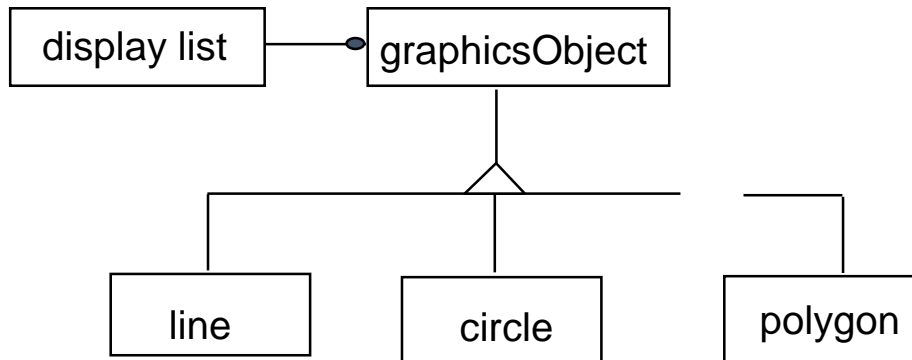 display list
graphicsObject
line
circle
polygon